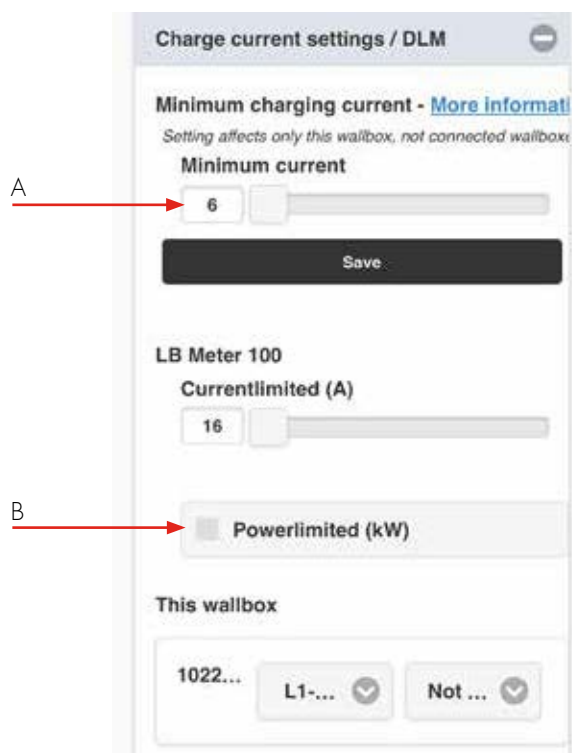 Charge current settings / DLM
Minimum charging current - More informati
Setting affects only this wallbox, not connected wallboxe
Minimum current
A
6
Save
LB Meter 100
Currentlimited (A)
16
B
Powerlimited (kW)
This wallbox
1022... L1-... Not ...